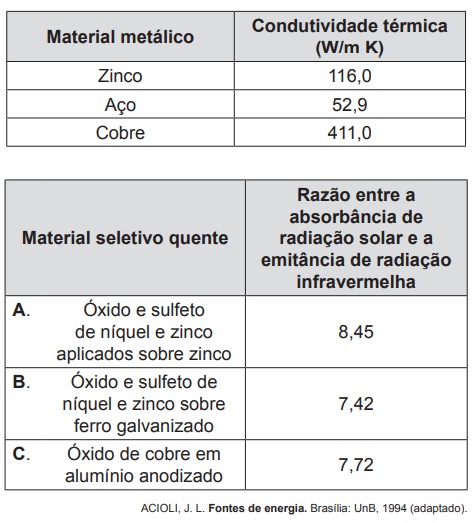 Material metálico
Condutividade térmica
(W/m K)
Zinco
116,0
Aço
52,9
Cobre
411,0
Material seletivo quente
Razão entre a
absorbância de
radiação solar e a
emitância de radiação
infravermelha
A. Óxido e sulfeto
de níquel e zinco
aplicados sobre zinco
8,45
B. Óxido e sulfeto de
níquel e zinco sobre
ferro galvanizado
7,42
C. Óxido de cobre em
alumínio anodizado
7,72
ACIOLI, J. L. Fontes de energia. Brasília: UnB, 1994 (adaptado).